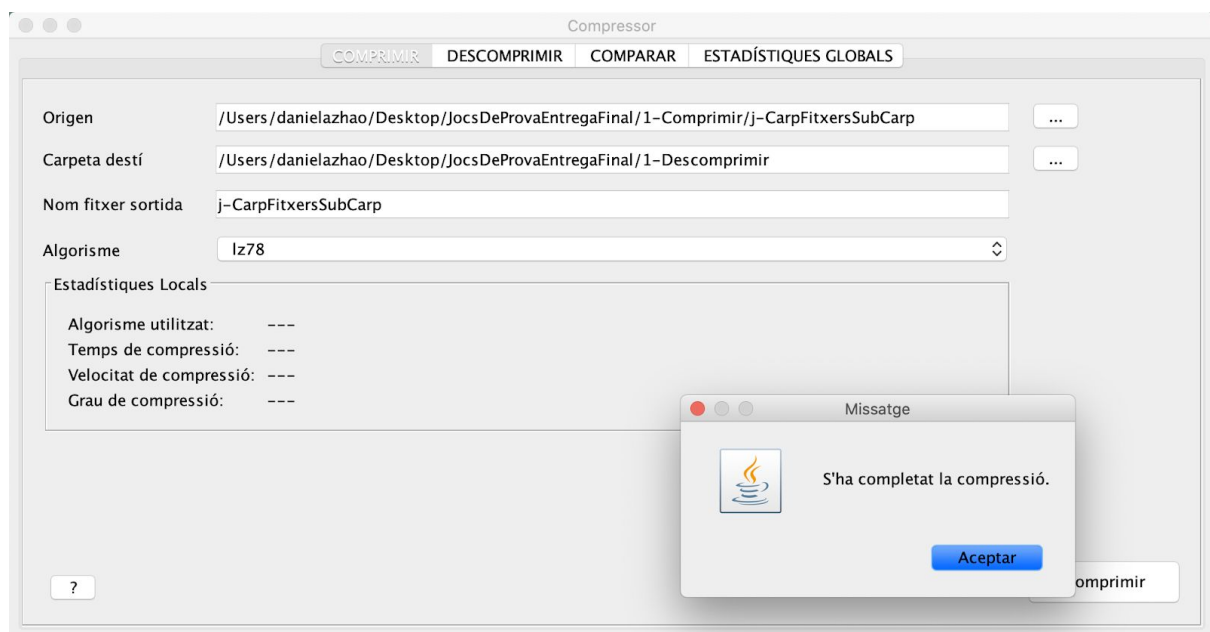 Compressor
COMPRIMIR DESCOMPRIMIR COMPARAR ESTADÍSTIQUES GLOBALS
Origen /Users/danielazhao/Desktop/JocsDeProvaEntregaFinal/1-Comprimir/j-CarpFitxersSubCarp ...
Carpeta destí /Users/danielazhao/Desktop/JocsDeProvaEntregaFinal/1-Descomprimir ...
Nom fitxer sortida j-CarpFitxersSubCarp
Algorisme lz78
Estadístiques Locals
Algorisme utilitzat: ---
Temps de compressió: ---
Velocitat de compressió: ---
Grau de compressió: ---
Missatge
S'ha completat la compressió.
Aceptar
? omprimir